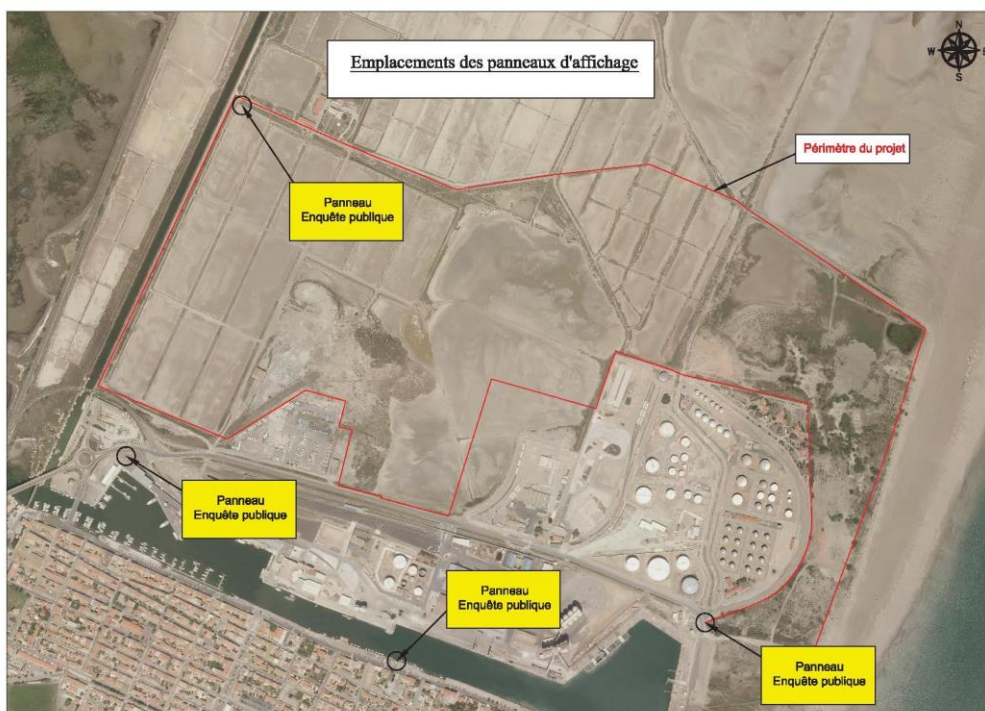 Emplacements des panneaux d'affichage
N
W
E
S
Périmètre du projet
Panneau
Enquête publique
Panneau
Enquête publique
Panneau
Enquête publique
Panneau
Enquête publique